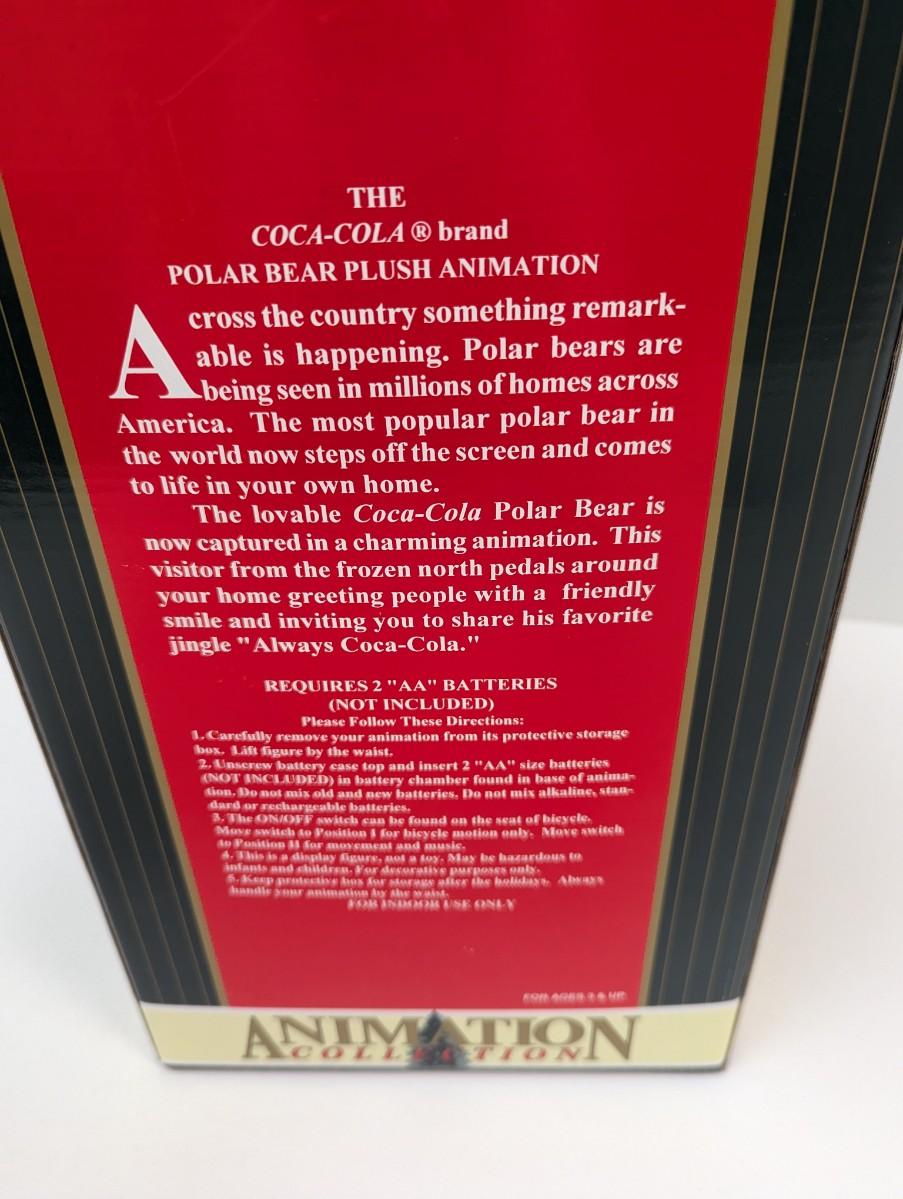 THE
COCA-COLA ® brand
POLAR BEAR PLUSH ANIMATION
Across the country something remark-
able is happening. Polar bears are
being seen in millions of homes across
America. The most popular polar bear in
the world now steps off the screen and comes
to life in your own home.
The lovable Coca-Cola Polar Bear is
now captured in a charming animation. This
visitor from the frozen north pedals around
your home greeting people with a friendly
smile and inviting you to share his favorite
jingle "Always Coca-Cola."
REQUIRES 2 "AA" BATTERIES
(NOT INCLUDED)
Please Follow These Directions:
1. Carefully remove your animation from its protective storage
box. Lift figure by the waist.
2. Unscrew battery case top and insert 2 "AA" size batteries
(NOT INCLUDED) in battery chamber found in base of anima-
tion. Do not mix old and new batteries. Do not mix alkaline, stan-
dard or rechargeable batteries.
3. The ON/OFF switch can be found on the seat of bicycle.
Move switch to Position I for bicycle motion only. Move switch
to Position II for movement and music.
4. This is a display figure, not a toy. May be hazardous to
infants and children. For decorative purposes only.
5. Keep protective box for storage after the holidays. Always
handle your animation by the waist.
FOR INDOOR USE ONLY
FOR AGES 3 & UP.
ANIMATION
COLLECTION